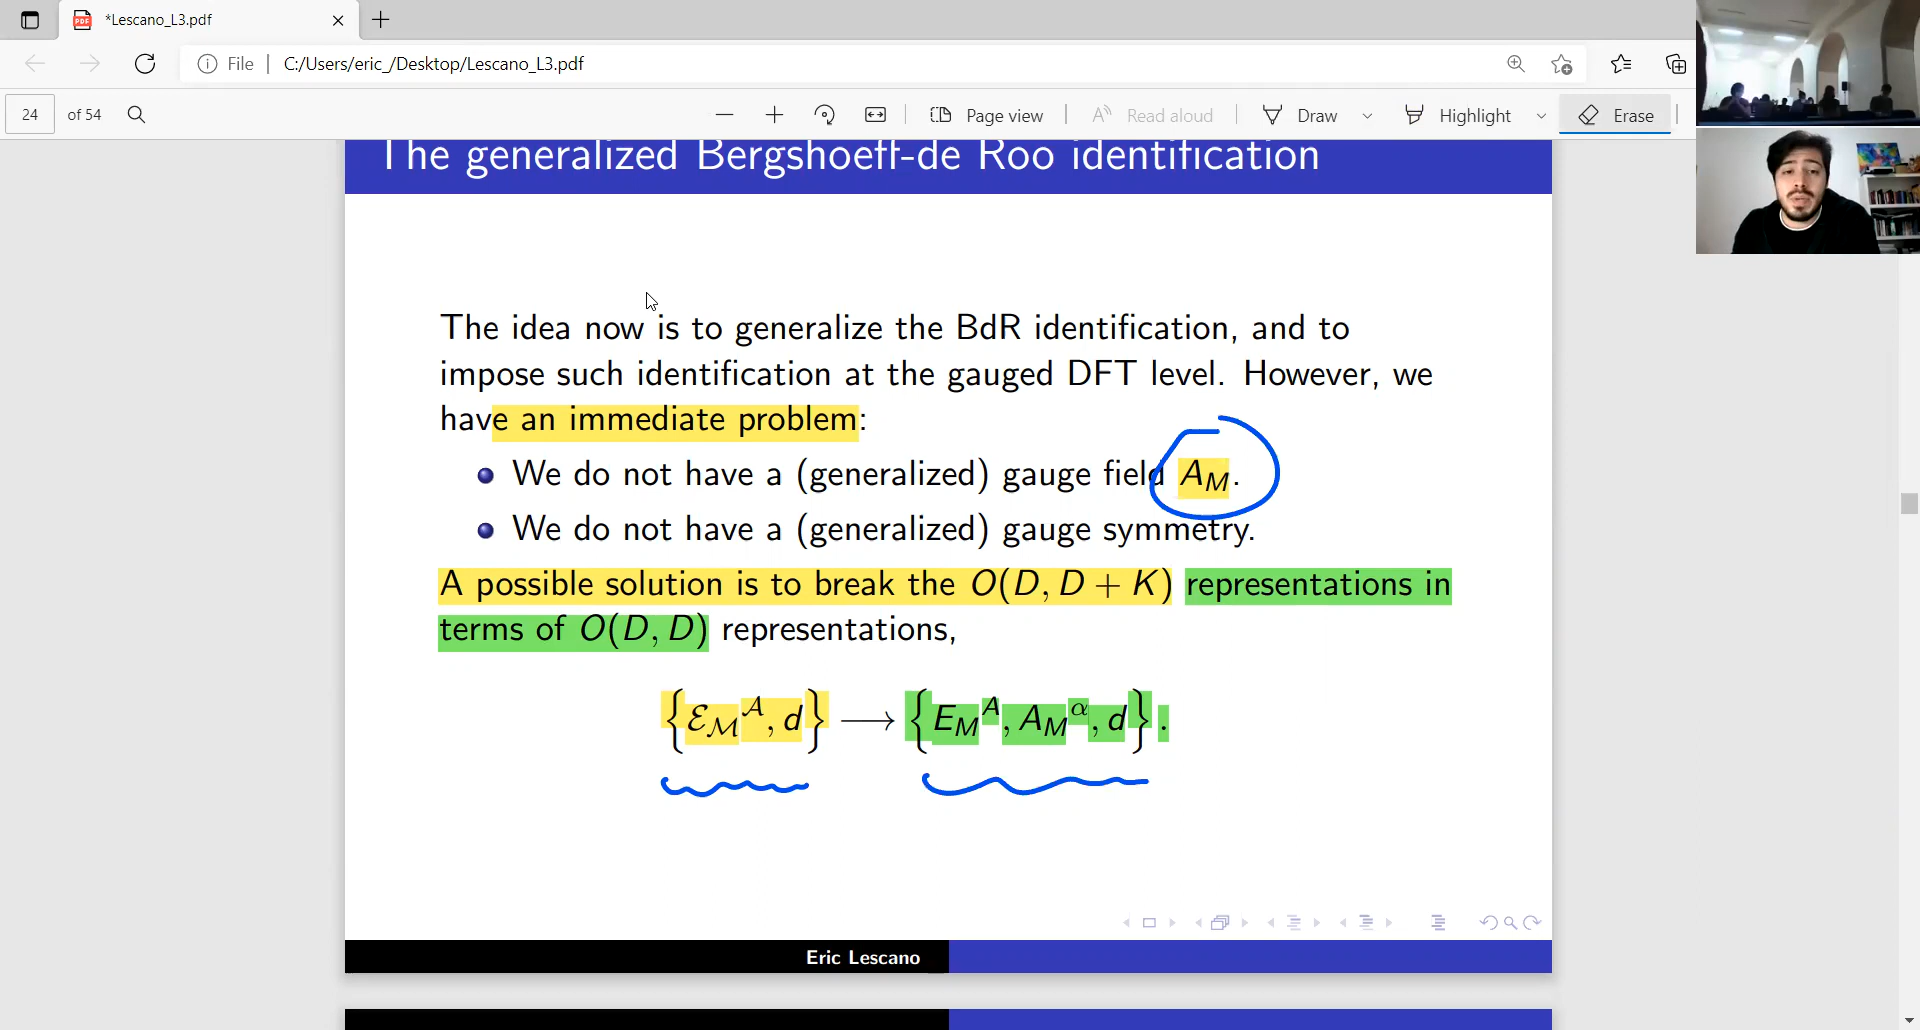 *Lescano_L3.pdf
File | C:/Users/eric_/Desktop/Lescano_L3.pdf
24 of 54 Page view Read aloud Draw Highlight Erase
The generalized Bergshoeff-de Roo identification
The idea now is to generalize the BdR identification, and to
impose such identification at the gauged DFT level. However, we
have an immediate problem:
We do not have a (generalized) gauge field A_M.
We do not have a (generalized) gauge symmetry.
A possible solution is to break the O(D, D + K) representations in
terms of O(D, D) representations,
{ℰ_ℳ^𝒜, d} → {E_M^A, A_M^α, d}.
Eric Lescano